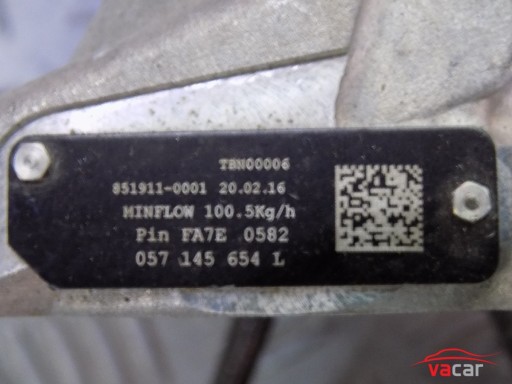 TBN00006
851911-0001 20.02.16
MINFLOW 100.5Kg/h
Pin FA7E 0582
057 145 654 L
vacar